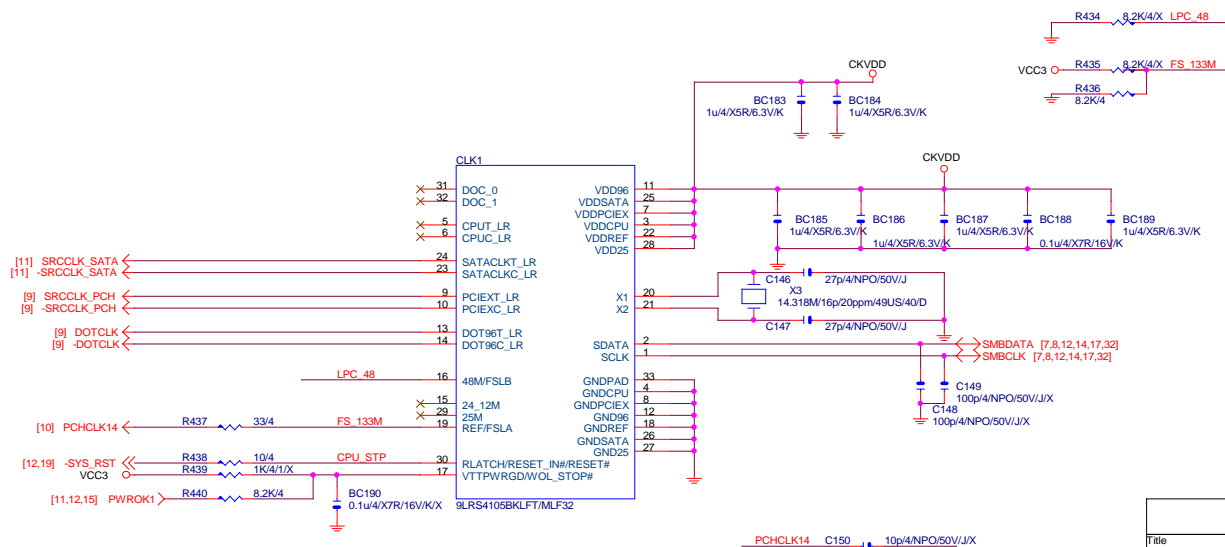 R434 8.2K/4/X LPC_48
R435 8.2K/4/X FS_133M
VCC3
R436
8.2K/4
CKVDD
BC183
1u/4/X5R/6.3V/K
BC184
1u/4/X5R/6.3V/K
CLK1
CKVDD
31 DOC_0
32 DOC_1
5 CPUT_LR
6 CPUC_LR
[11] SRCCLK_SATA 24 SATACLKT_LR
[11] -SRCCLK_SATA 23 SATACLKC_LR
[9] SRCCLK_PCH 9 PCIEXT_LR
[9] -SRCCLK_PCH 10 PCIEXC_LR
[9] DOTCLK 13 DOT96T_LR
[9] -DOTCLK 14 DOT96C_LR
LPC_48 16 48M/FSLB
15 24_12M
29 25M
[10] PCHCLK14 R437 33/4 FS_133M 19 REF/FSLA
[12,19] -SYS_RST R438 10/4 CPU_STP 30 RLATCH/RESET_IN#/RESET#
VCC3 R439 1K/4/1/X 17 VTTPWRGD/WOL_STOP#
[11,12,15] PWROK1 R440 8.2K/4
BC190
0.1u/4/X7R/16V/K/X
VDD96 11
VDDSATA 25
VDDPCIEX 7
VDDCPU 3
VDDREF 22
VDD25 28
BC185
1u/4/X5R/6.3V/K
BC186
1u/4/X5R/6.3V/K
BC187
1u/4/X5R/6.3V/K
BC188
0.1u/4/X7R/16V/K
BC189
1u/4/X5R/6.3V/K
X1 20
X2 21
C146 27p/4/NPO/50V/J
X3
14.318M/16p/20ppm/49US/40/D
C147 27p/4/NPO/50V/J
SDATA 2 SMBDATA [7,8,12,14,17,32]
SCLK 1 SMBCLK [7,8,12,14,17,32]
C149
100p/4/NPO/50V/J/X
C148
100p/4/NPO/50V/J/X
GNDPAD 33
GNDCPU 4
GNDPCIEX 8
GND96 12
GNDREF 18
GNDSATA 26
GND25 27
9LRS4105BKLFT/MLF32
PCHCLK14 C150 10p/4/NPO/50V/J/X
Title